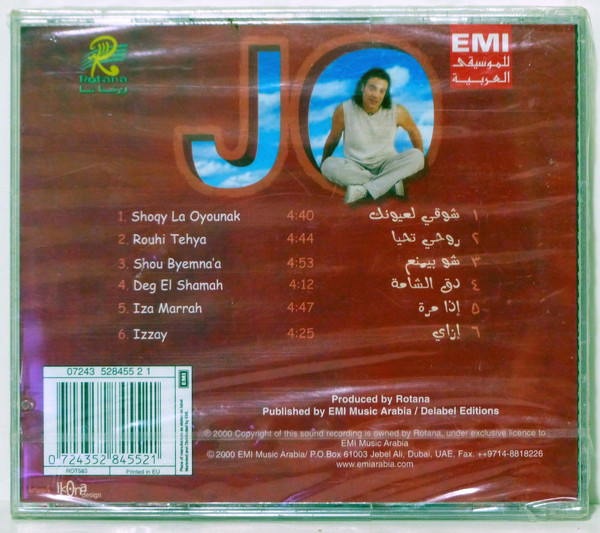 Rotana
روتانا
JO
EMI
للموسيقى
العربية
1. Shoqy La Oyounak 4:40 شوقي لعيونك ١
2. Rouhi Tehya 4:44 روحي تحيا ٢
3. Shou Byemna'a 4:53 شو بيمنع ٣
4. Deg El Shamah 4:12 دق الشامة ٤
5. Iza Marrah 4:47 إذا مرة ٥
6. Izzay 4:25 إزاي ٦
07243 528455 2 1
EMI
0 724352 845521
ROT583 Printed in EU
Produced by Rotana
Published by EMI Music Arabia / Delabel Editions
℗ 2000 Copyright of this sound recording is owned by Rotana, under exclusive licence to
EMI Music Arabia
© 2000 EMI Music Arabia/ P.O.Box 61003 Jebel Ali, Dubai, UAE, Fax. ++9714-8818226
www.emiarabia.com
Ikona
design